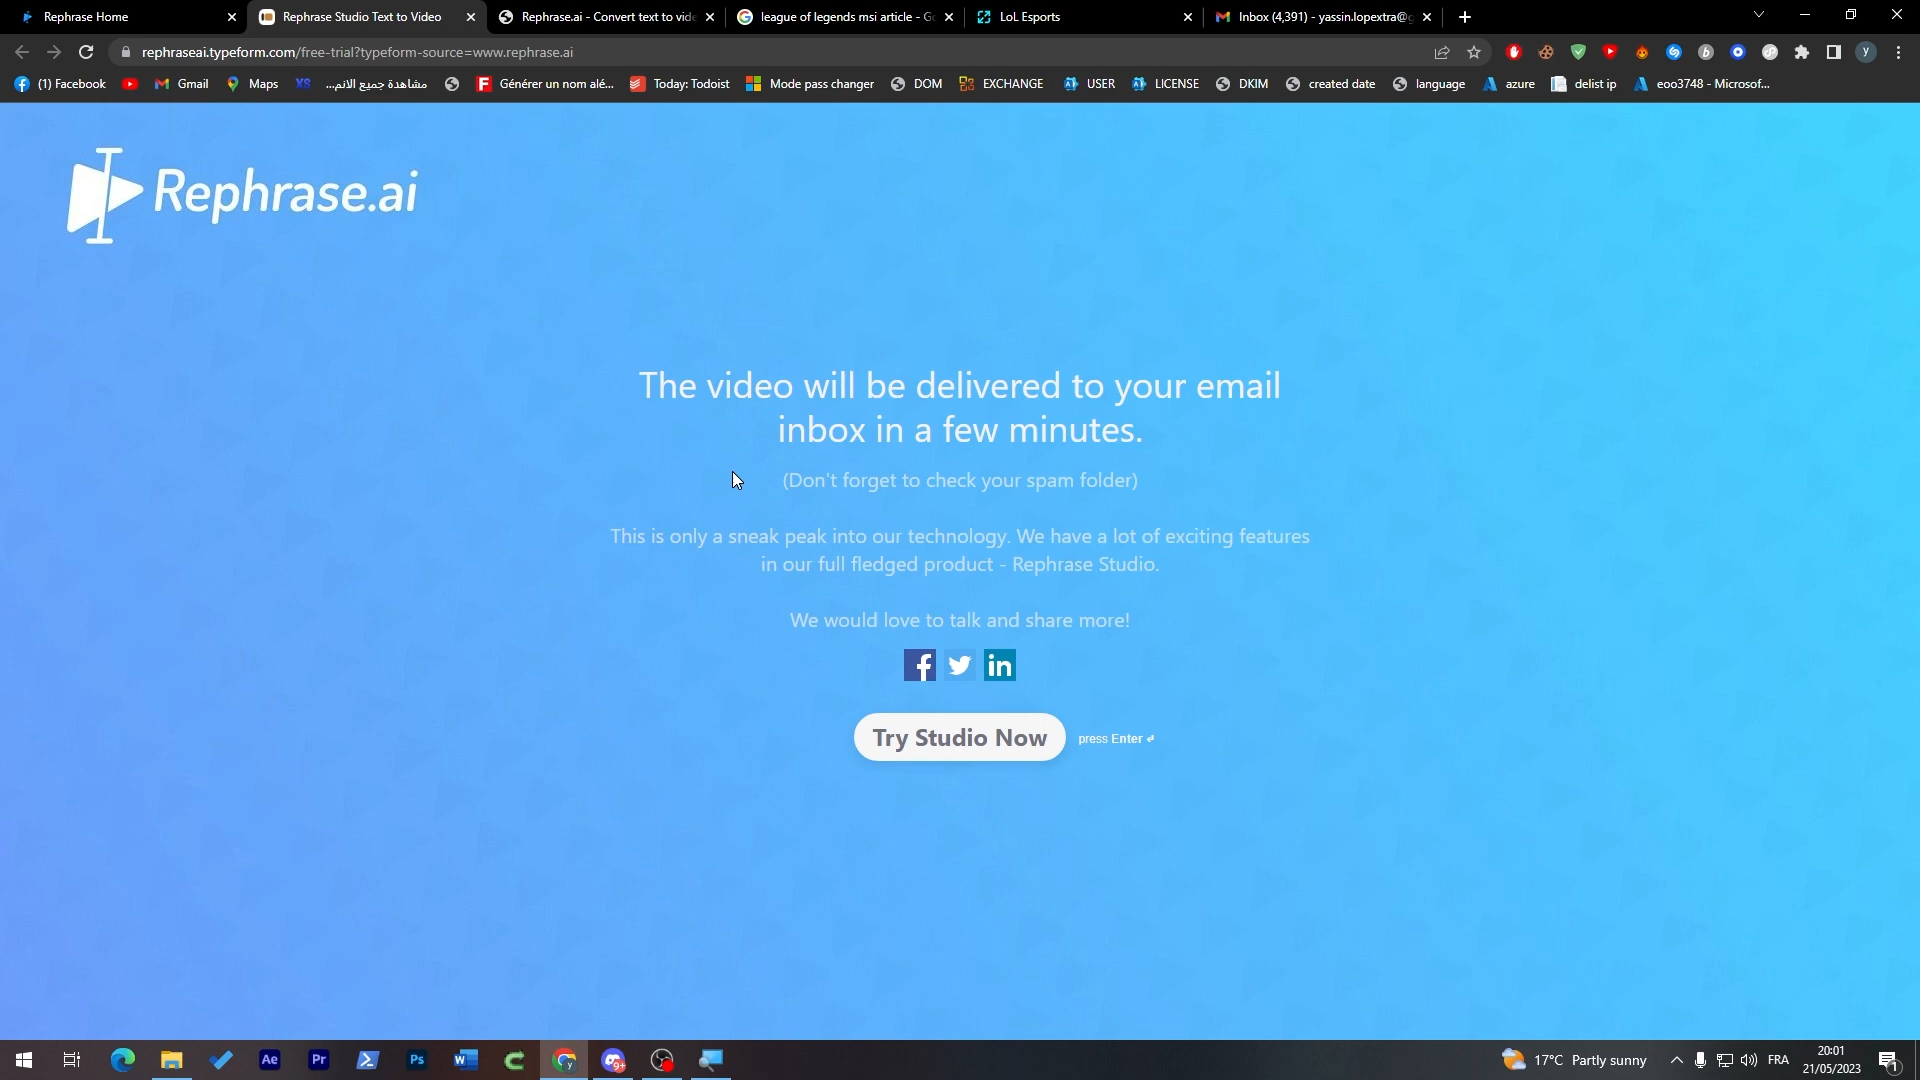 Rephrase Home
Rephrase Studio Text to Video
Rephrase.ai - Convert text to vide
league of legends msi article - G
LoL Esports
Inbox (4,391) - yassin.lopextra@g
rephraseai.typeform.com/free-trial?typeform-source=www.rephrase.ai
(1) Facebook
Gmail
Maps
XS
مشاهدة جميع الانم...
Générer un nom alé...
Today: Todoist
Mode pass changer
DOM
EXCHANGE
USER
LICENSE
DKIM
created date
language
azure
delist ip
eoo3748 - Microsof...
Rephrase.ai
The video will be delivered to your email
inbox in a few minutes.
(Don't forget to check your spam folder)
This is only a sneak peak into our technology. We have a lot of exciting features
in our full fledged product - Rephrase Studio.
We would love to talk and share more!
Try Studio Now
press Enter ↵
17°C Partly sunny
FRA
20:01
21/05/2023